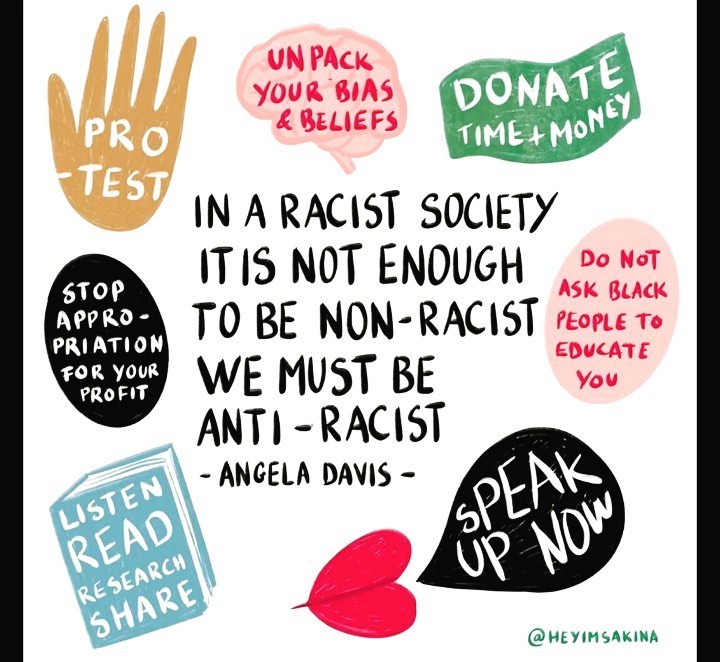 PRO
-TEST
UNPACK
YOUR BIAS
& BELIEFS
DONATE
TIME + MONEY
IN A RACIST SOCIETY
IT IS NOT ENOUGH
TO BE NON-RACIST
WE MUST BE
ANTI-RACIST
- ANGELA DAVIS -
STOP
APPRO-
PRIATION
FOR YOUR
PROFIT
DO NOT
ASK BLACK
PEOPLE TO
EDUCATE
YOU
LISTEN
READ
RESEARCH
SHARE
SPEAK
UP NOW
@HEYIMSAKINA